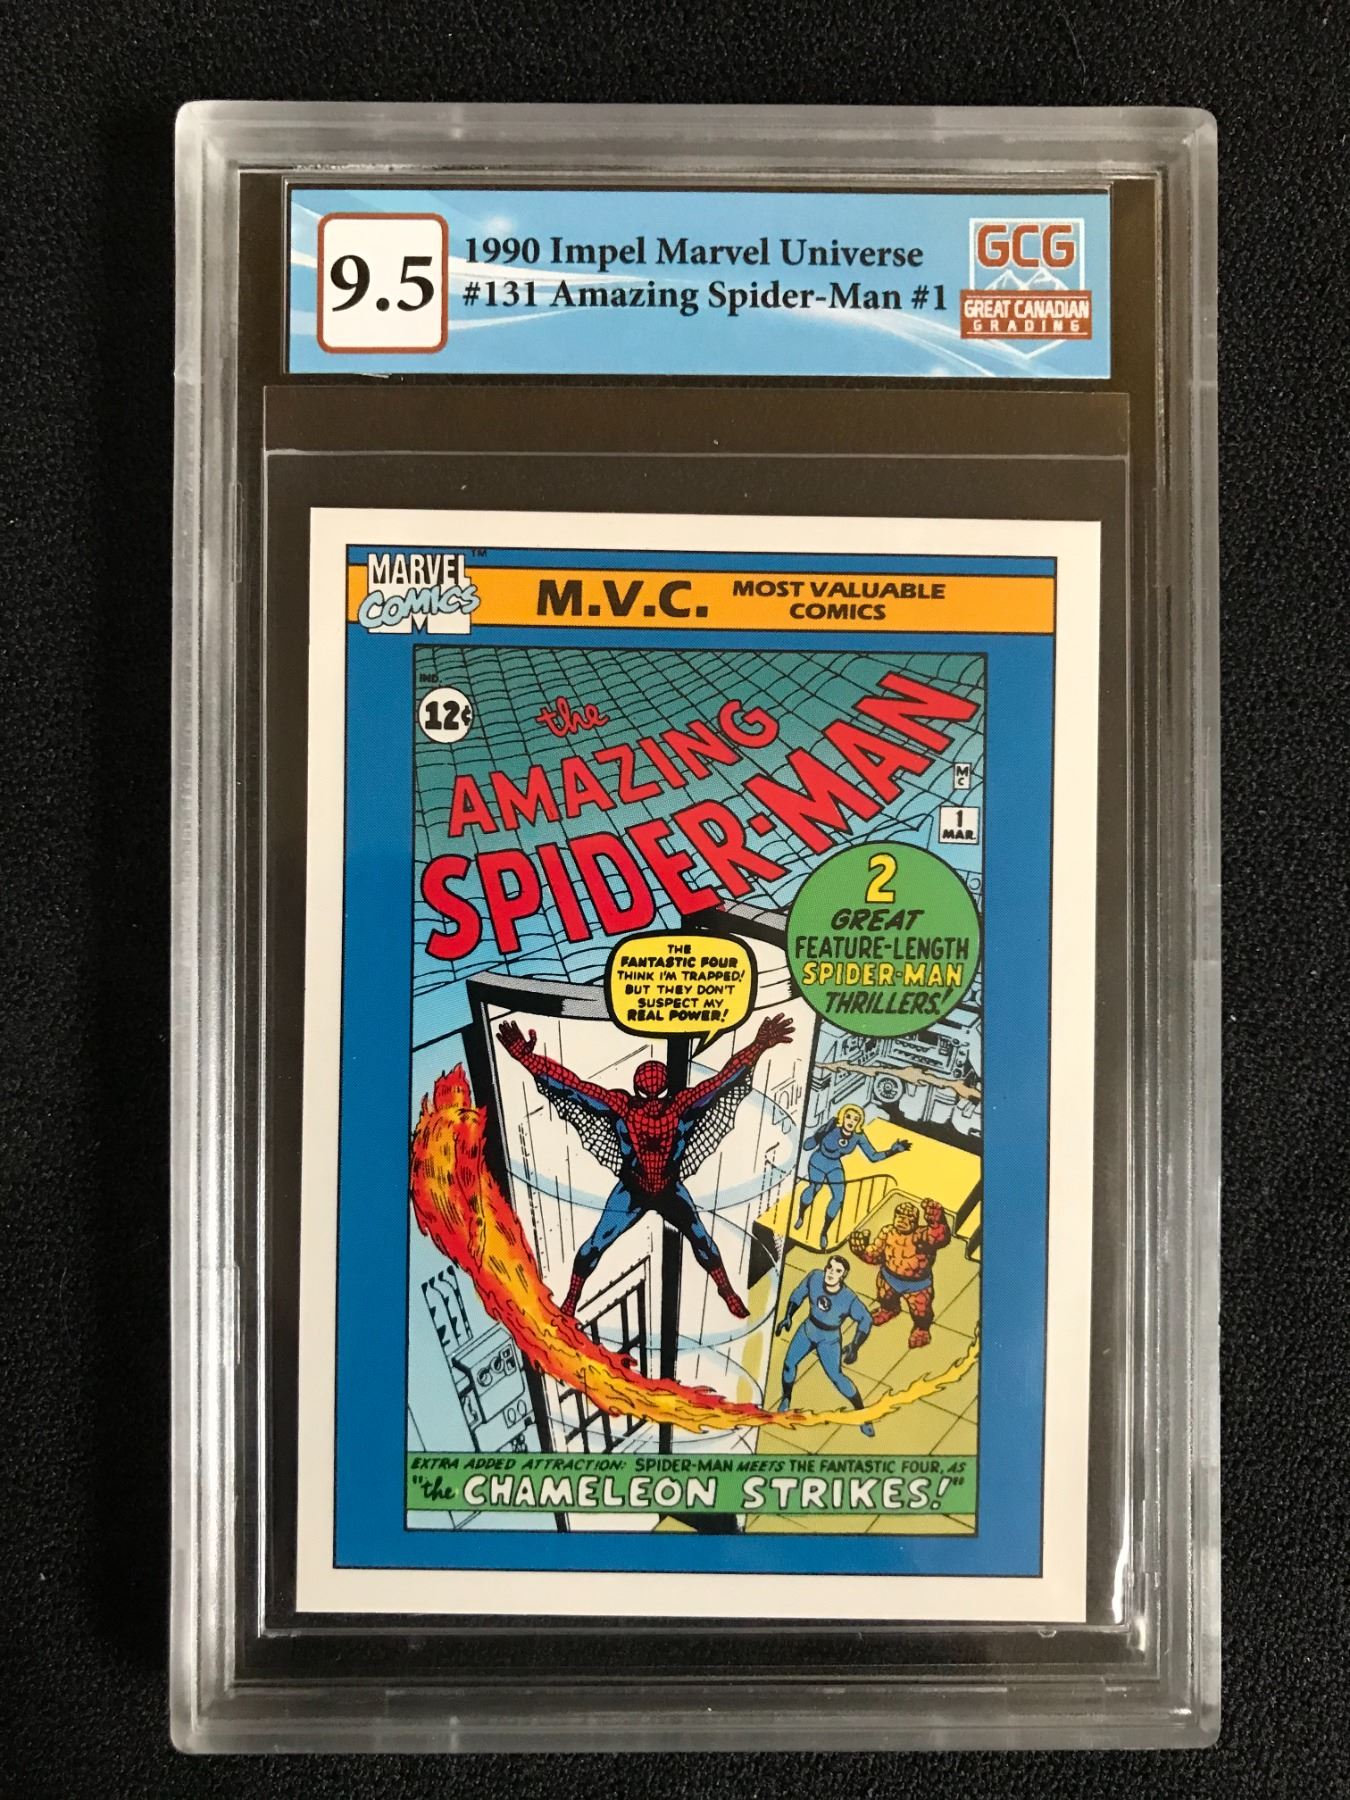 9.5
1990 Impel Marvel Universe
#131 Amazing Spider-Man #1
GCG
GREAT CANADIAN
GRADING
MARVEL
COMICS
TM
M.V.C.
MOST VALUABLE
COMICS
IND.
12¢
the
AMAZING
SPIDER-MAN
M
C
1
MAR.
2
GREAT
FEATURE-LENGTH
SPIDER-MAN
THRILLERS!
THE
FANTASTIC FOUR
THINK I'M TRAPPED!
BUT THEY DON'T
SUSPECT MY
REAL POWER!
4
EXTRA ADDED ATTRACTION: SPIDER-MAN MEETS THE FANTASTIC FOUR, AS
"the CHAMELEON STRIKES!"